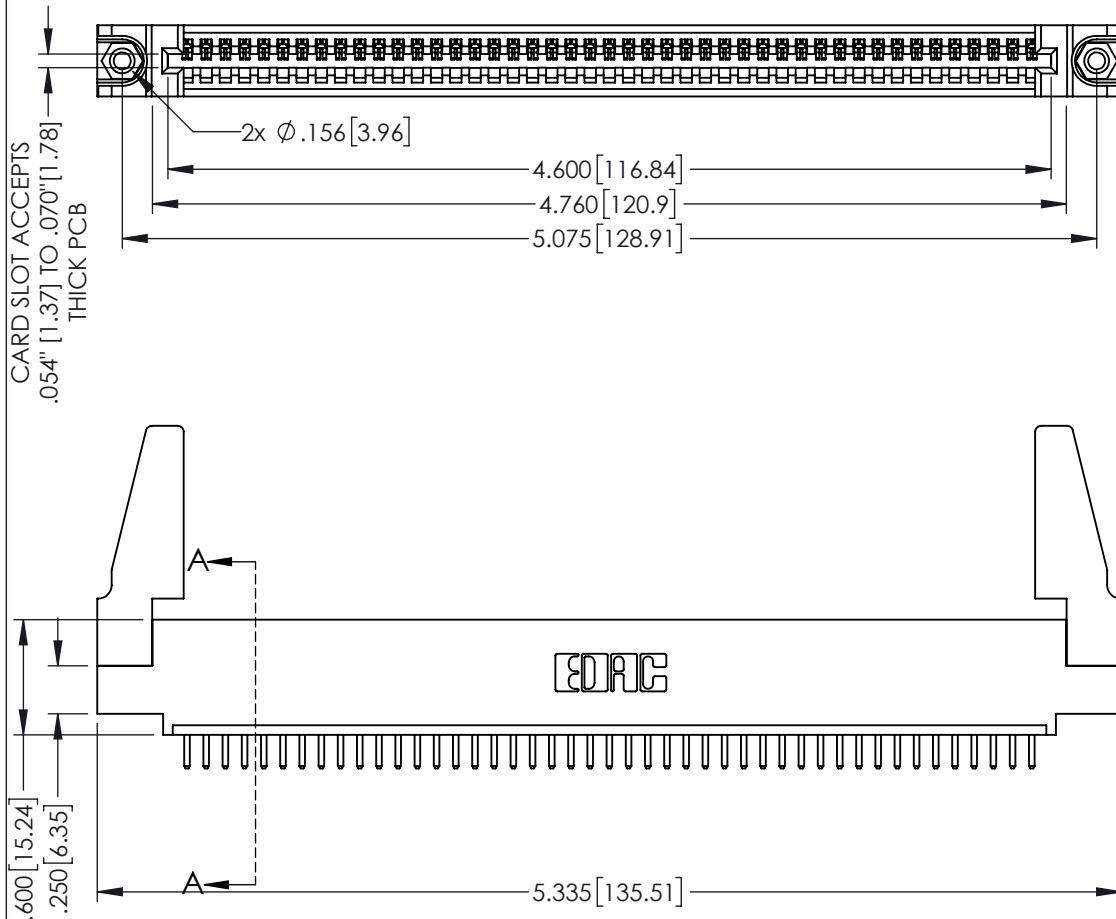 2x Ø.156[3.96]
4.600[116.84]
4.760[120.9]
5.075[128.91]
CARD SLOT ACCEPTS
.054" [1.37] TO .070"[1.78]
THICK PCB
A
EDAC
.600[15.24]
.250[6.35]
A
5.335[135.51]